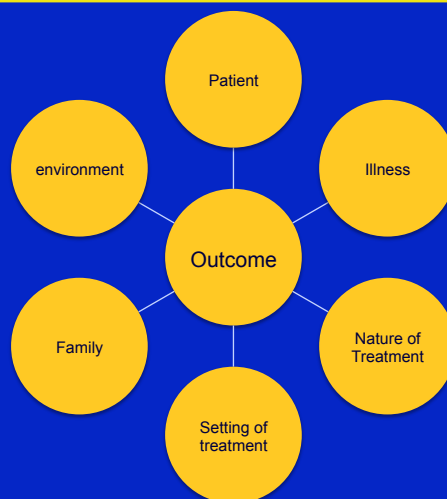 Patient
environment
Illness
Outcome
Family
Nature of
Treatment
Setting of
treatment